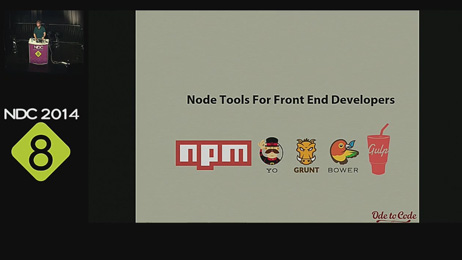 NDC 2014
8
Node Tools For Front End Developers
npm
YO
GRUNT
BOWER
Gulp
Ode to Code